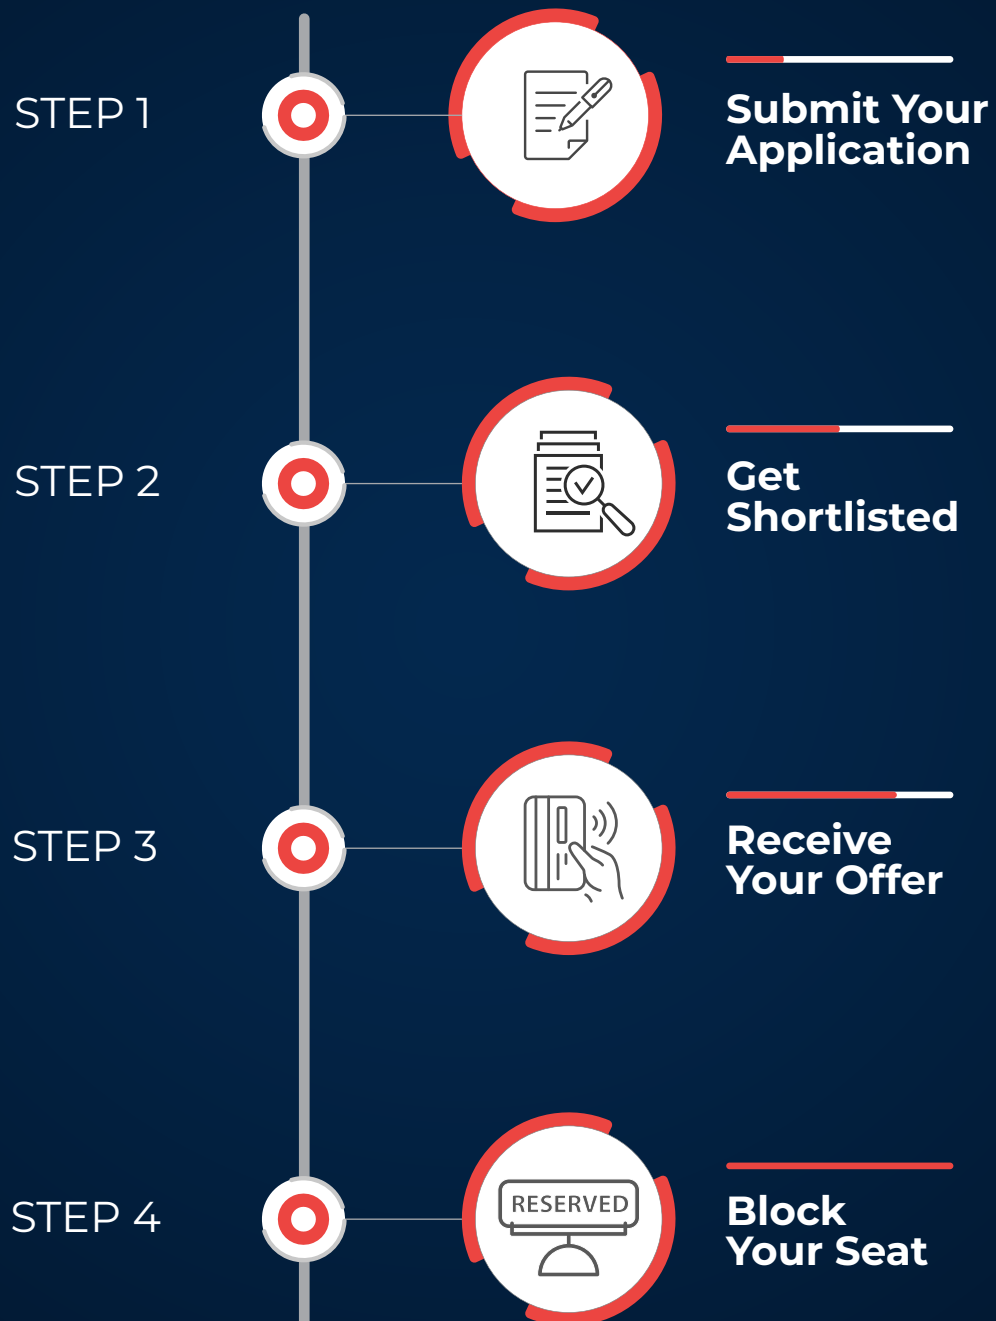 STEP 1
Submit Your
Application
STEP 2
Get
Shortlisted
STEP 3
Receive
Your Offer
STEP 4
RESERVED
Block
Your Seat